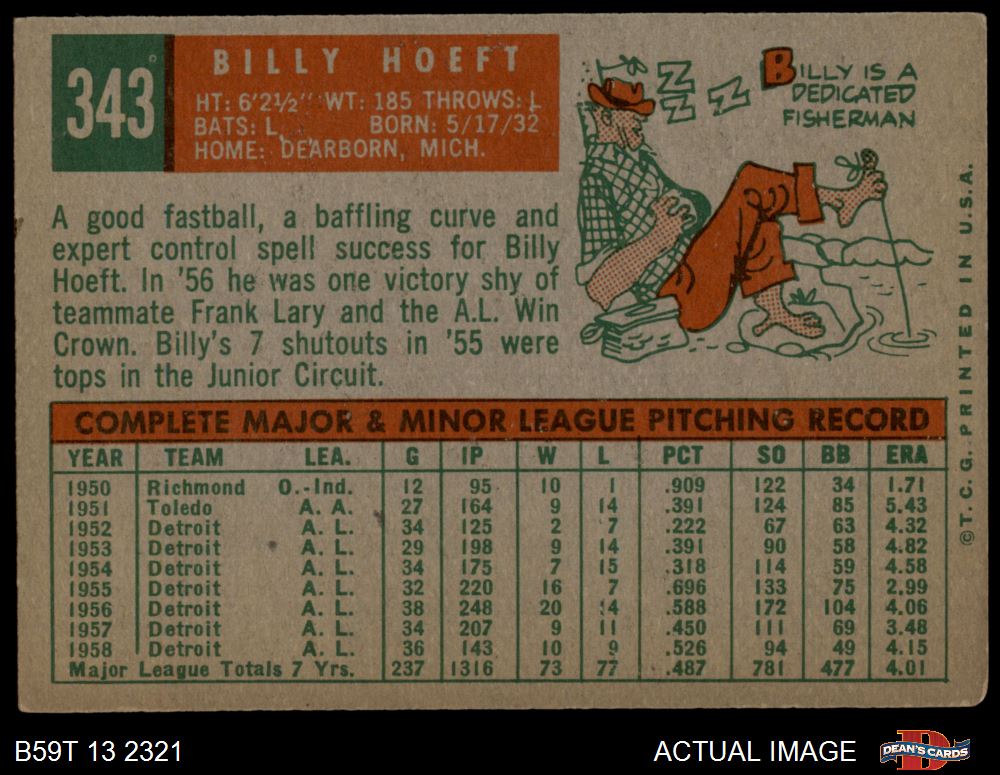 343
BILLY HOEFT
HT: 6'2½" WT: 185 THROWS: L
BATS: L BORN: 5/17/32
HOME: DEARBORN, MICH.
Z Z Z Z
BILLY IS A
DEDICATED
FISHERMAN
A good fastball, a baffling curve and
expert control spell success for Billy
Hoeft. In '56 he was one victory shy of
teammate Frank Lary and the A.L. Win
Crown. Billy's 7 shutouts in '55 were
tops in the Junior Circuit.
COMPLETE MAJOR & MINOR LEAGUE PITCHING RECORD
YEAR TEAM LEA. G IP W L PCT SO BB ERA
1950 Richmond O.-Ind. 12 95 10 1 .909 122 34 1.71
1951 Toledo A. A. 27 164 9 14 .391 124 85 5.43
1952 Detroit A. L. 34 125 2 7 .222 67 63 4.32
1953 Detroit A. L. 29 198 9 14 .391 90 58 4.82
1954 Detroit A. L. 34 175 7 15 .318 114 59 4.58
1955 Detroit A. L. 32 220 16 7 .696 133 75 2.99
1956 Detroit A. L. 38 248 20 14 .588 172 104 4.06
1957 Detroit A. L. 34 207 9 11 .450 111 69 3.48
1958 Detroit A. L. 36 143 10 9 .526 94 49 4.15
Major League Totals 7 Yrs. 237 1316 73 77 .487 781 477 4.01
©T.C.G. PRINTED IN U.S.A.
B59T 13 2321
ACTUAL IMAGE
D
DEAN'S CARDS